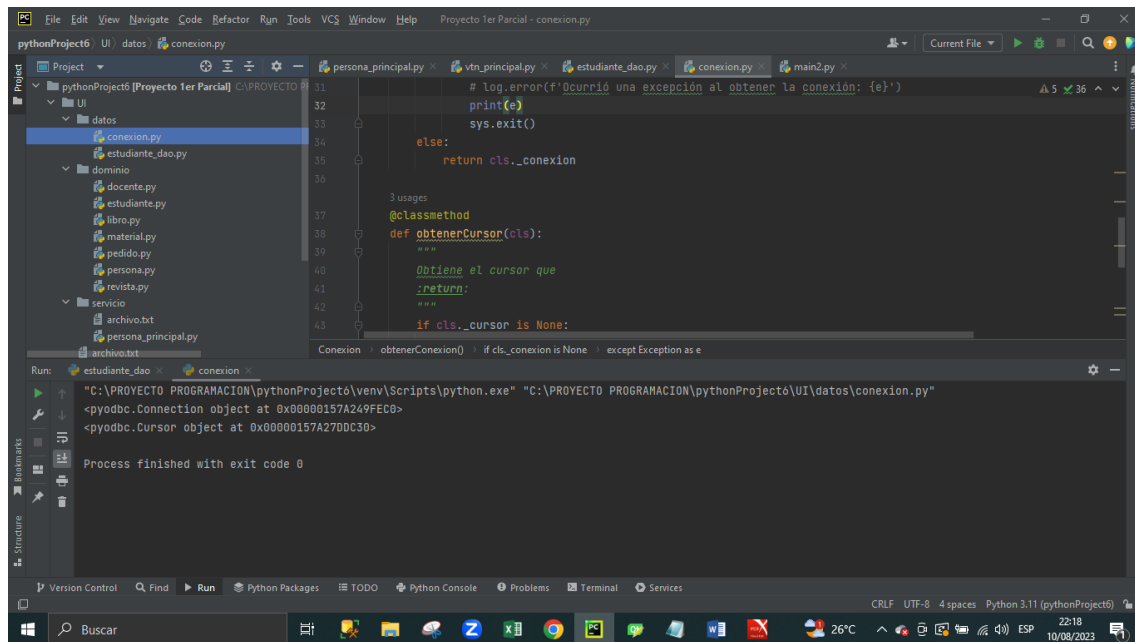 File Edit View Navigate Code Refactor Run Tools VCS Window Help Proyecto 1er Parcial - conexion.py
pythonProject6 UI datos conexion.py Current File
Project persona_principal.py vtn_principal.py estudiante_dao.py conexion.py main2.py
pythonProject6 [Proyecto 1er Parcial] C:\PROYECTO
UI
datos
conexion.py
estudiante_dao.py
dominio
docente.py
estudiante.py
libro.py
material.py
pedido.py
persona.py
revista.py
servicio
archivo.txt
persona_principal.py
archivo.txt
31 # log.error(f'Ocurrió una excepción al obtener la conexión: {e}')
5 36
32 print(e)
33 sys.exit()
34 else:
35 return cls._conexion
36
3 usages
37 @classmethod
38 def obtenerCursor(cls):
39 """
40 Obtiene el cursor que
41 :return:
42 """
43 if cls._cursor is None:
Conexion obtenerConexion() if cls._conexion is None except Exception as e
Notifications
Run: estudiante_dao conexion
"C:\PROYECTO PROGRAMACION\pythonProject6\venv\Scripts\python.exe" "C:\PROYECTO PROGRAMACION\pythonProject6\UI\datos\conexion.py"
<pyodbc.Connection object at 0x00000157A249FEC0>
<pyodbc.Cursor object at 0x00000157A27DDC30>
Process finished with exit code 0
Bookmarks
Structure
Version Control Find Run Python Packages TODO Python Console Problems Terminal Services
CRLF UTF-8 4 spaces Python 3.11 (pythonProject6)
Buscar 26°C ESP 22:18
10/08/2023